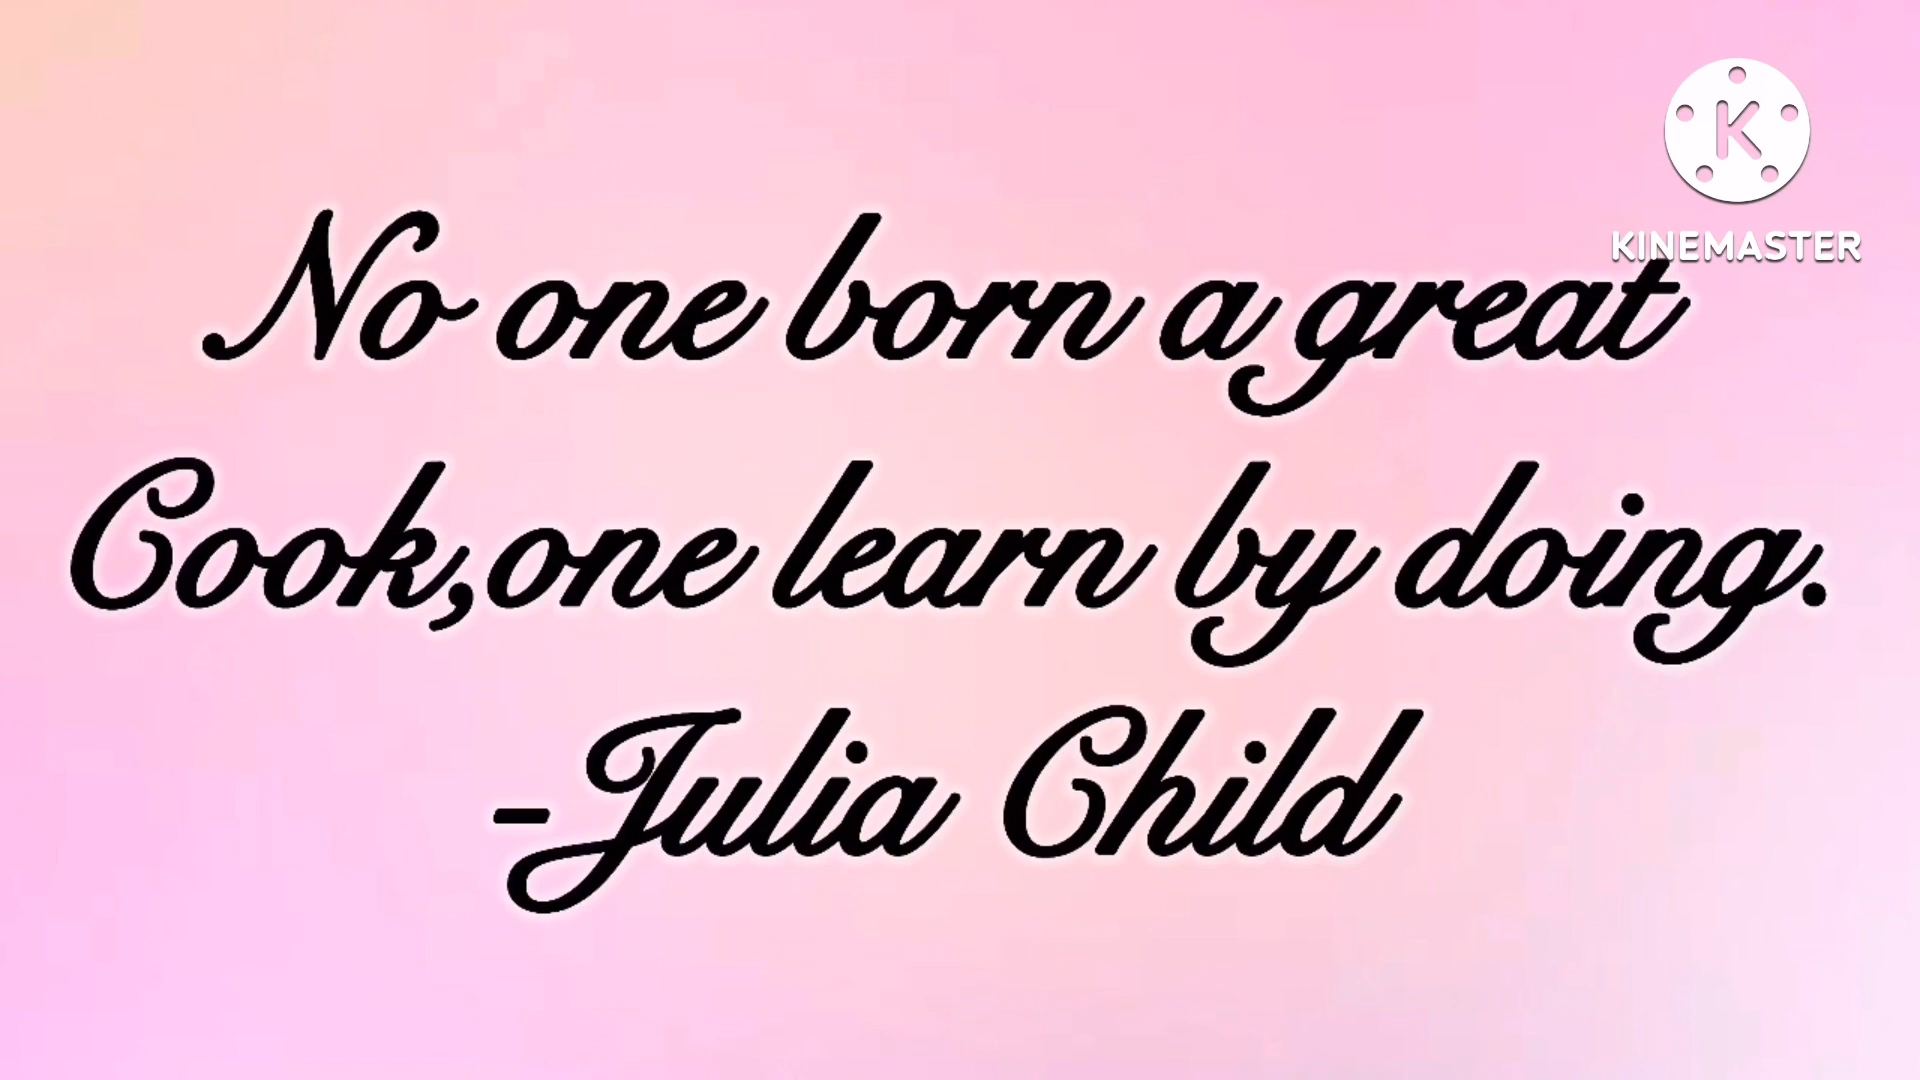 K
KINEMASTER
No one born a great
Cook,one learn by doing.
-Julia Child